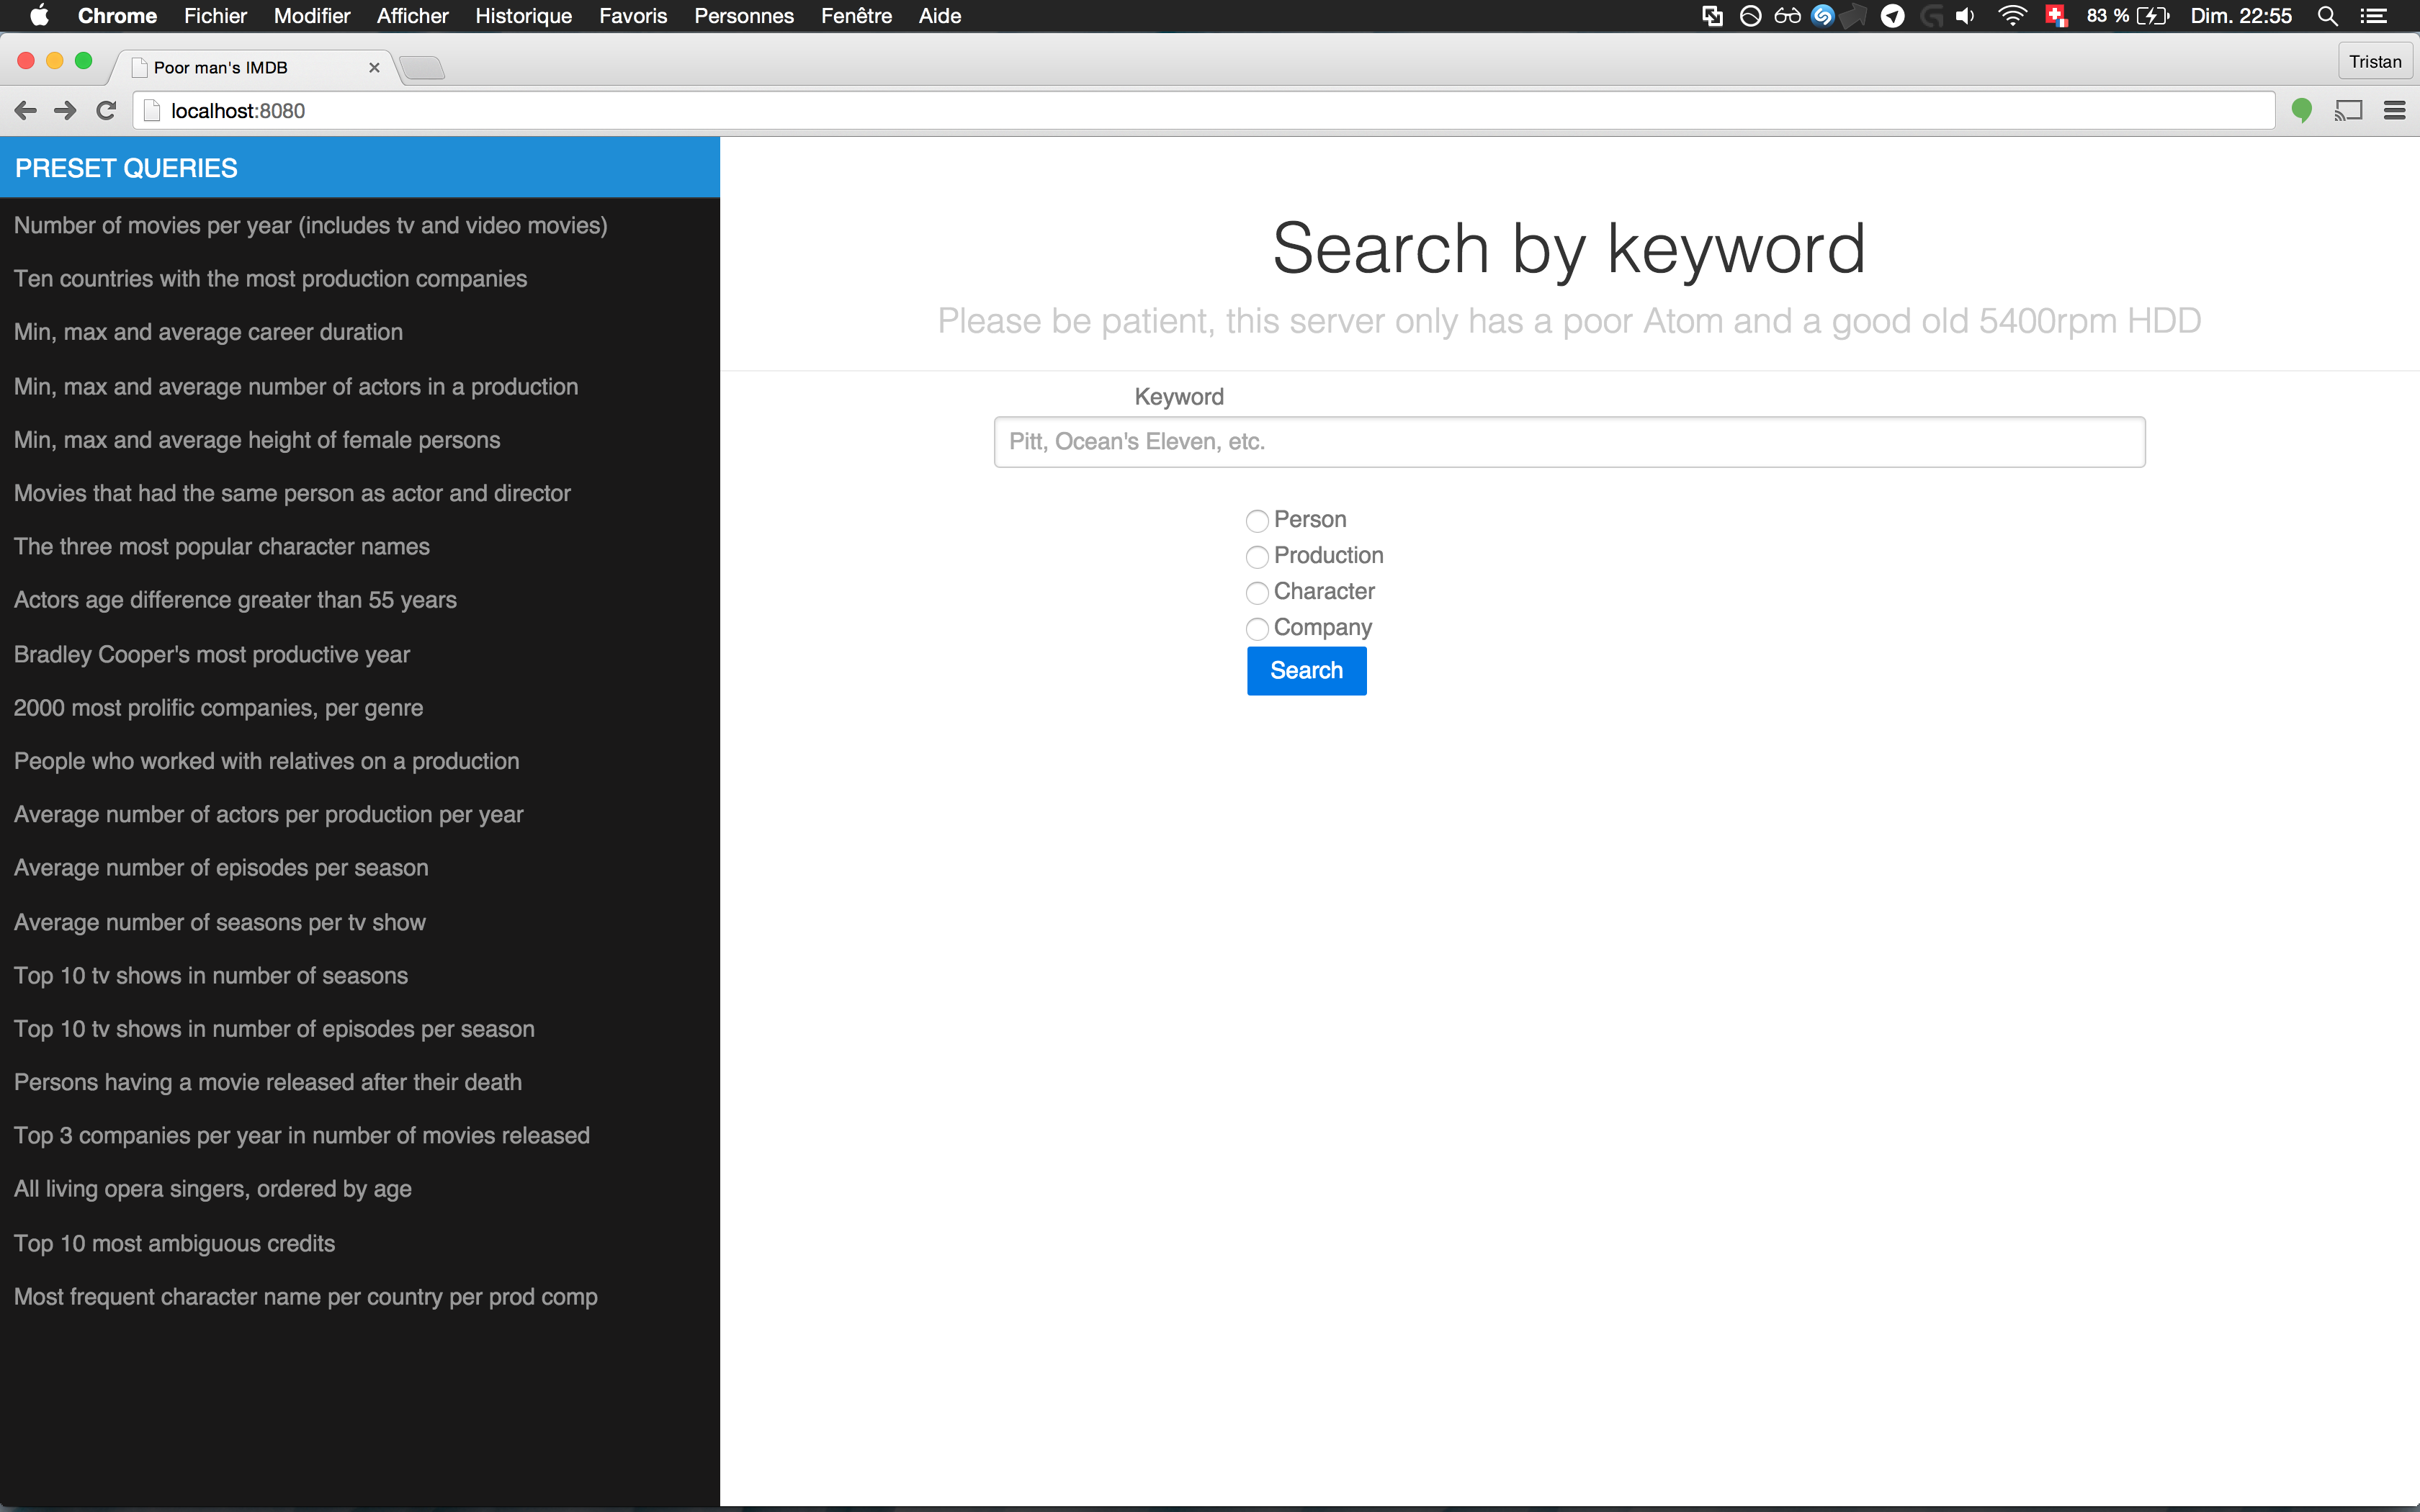 Chrome Fichier Modifier Afficher Historique Favoris Personnes Fenêtre Aide 83 % Dim. 22:55
Poor man's IMDB Tristan
localhost:8080
PRESET QUERIES
Number of movies per year (includes tv and video movies)
Ten countries with the most production companies
Min, max and average career duration
Min, max and average number of actors in a production
Min, max and average height of female persons
Movies that had the same person as actor and director
The three most popular character names
Actors age difference greater than 55 years
Bradley Cooper's most productive year
2000 most prolific companies, per genre
People who worked with relatives on a production
Average number of actors per production per year
Average number of episodes per season
Average number of seasons per tv show
Top 10 tv shows in number of seasons
Top 10 tv shows in number of episodes per season
Persons having a movie released after their death
Top 3 companies per year in number of movies released
All living opera singers, ordered by age
Top 10 most ambiguous credits
Most frequent character name per country per prod comp
Search by keyword
Please be patient, this server only has a poor Atom and a good old 5400rpm HDD
Keyword
Pitt, Ocean's Eleven, etc.
Person
Production
Character
Company
Search